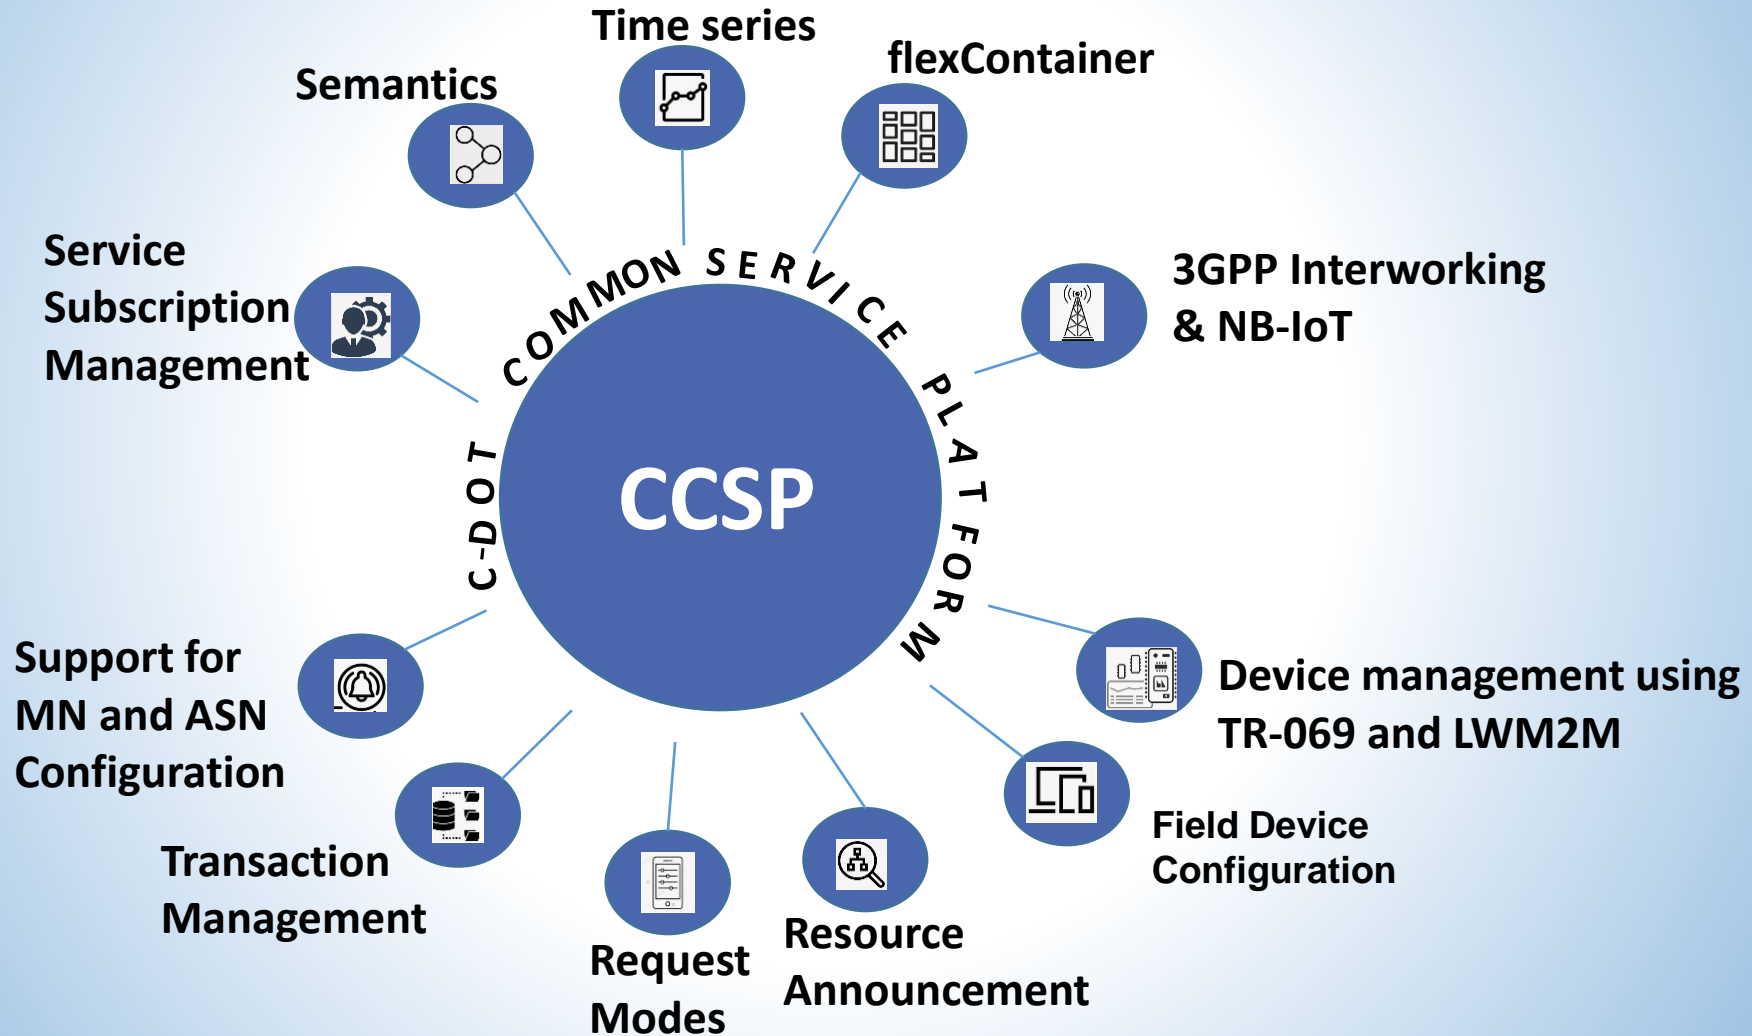 Time series
flexContainer
Semantics
Service
Subscription
Management
3GPP Interworking
& NB-IoT
C-DOT COMMON SERVICE PLATFORM
CCSP
Support for
MN and ASN
Configuration
Device management using
TR-069 and LWM2M
Field Device
Configuration
Transaction
Management
Resource
Announcement
Request
Modes